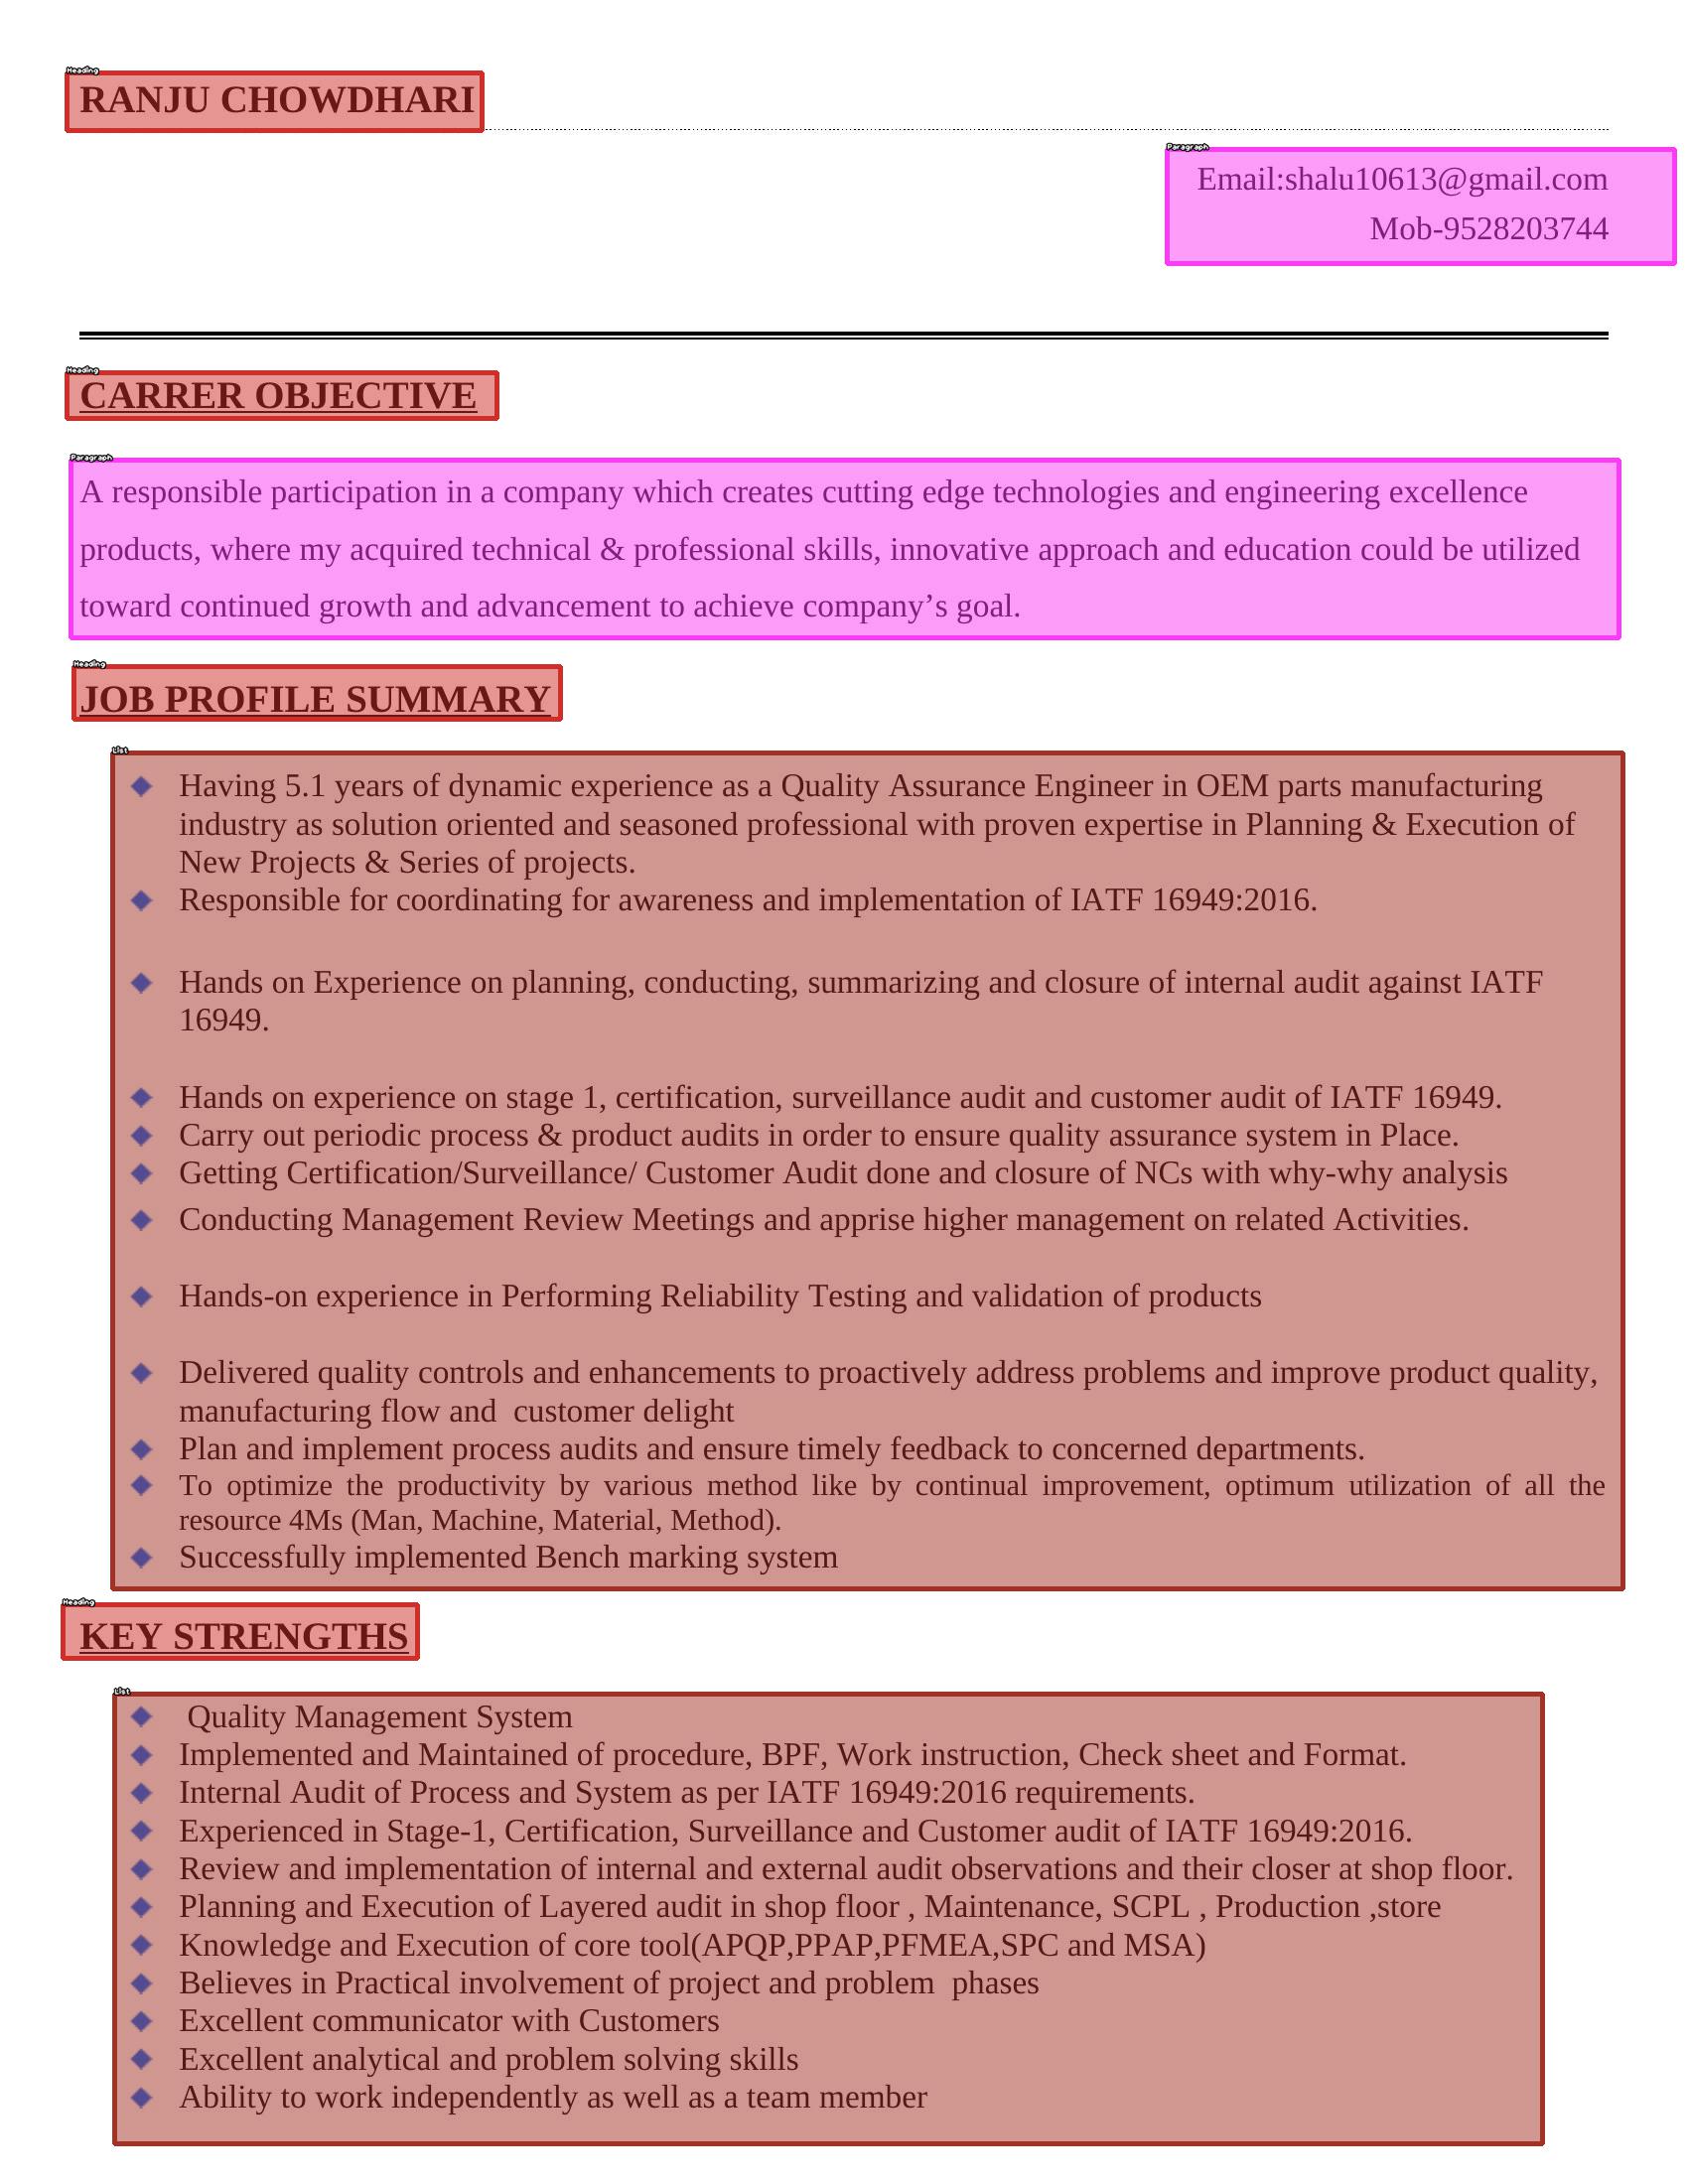 Heading
RANJU CHOWDHARI
Paragraph
Email:shalu10613@gmail.com
Mob-9528203744
Heading
CARRER OBJECTIVE
Paragraph
A responsible participation in a company which creates cutting edge technologies and engineering excellence
products, where my acquired technical & professional skills, innovative approach and education could be utilized
toward continued growth and advancement to achieve company’s goal.
Heading
JOB PROFILE SUMMARY
List
Having 5.1 years of dynamic experience as a Quality Assurance Engineer in OEM parts manufacturing
industry as solution oriented and seasoned professional with proven expertise in Planning & Execution of
New Projects & Series of projects.
Responsible for coordinating for awareness and implementation of IATF 16949:2016.
Hands on Experience on planning, conducting, summarizing and closure of internal audit against IATF
16949.
Hands on experience on stage 1, certification, surveillance audit and customer audit of IATF 16949.
Carry out periodic process & product audits in order to ensure quality assurance system in Place.
Getting Certification/Surveillance/ Customer Audit done and closure of NCs with why-why analysis
Conducting Management Review Meetings and apprise higher management on related Activities.
Hands-on experience in Performing Reliability Testing and validation of products
Delivered quality controls and enhancements to proactively address problems and improve product quality,
manufacturing flow and customer delight
Plan and implement process audits and ensure timely feedback to concerned departments.
To optimize the productivity by various method like by continual improvement, optimum utilization of all the
resource 4Ms (Man, Machine, Material, Method).
Successfully implemented Bench marking system
Heading
KEY STRENGTHS
List
Quality Management System
Implemented and Maintained of procedure, BPF, Work instruction, Check sheet and Format.
Internal Audit of Process and System as per IATF 16949:2016 requirements.
Experienced in Stage-1, Certification, Surveillance and Customer audit of IATF 16949:2016.
Review and implementation of internal and external audit observations and their closer at shop floor.
Planning and Execution of Layered audit in shop floor , Maintenance, SCPL , Production ,store
Knowledge and Execution of core tool(APQP,PPAP,PFMEA,SPC and MSA)
Believes in Practical involvement of project and problem phases
Excellent communicator with Customers
Excellent analytical and problem solving skills
Ability to work independently as well as a team member